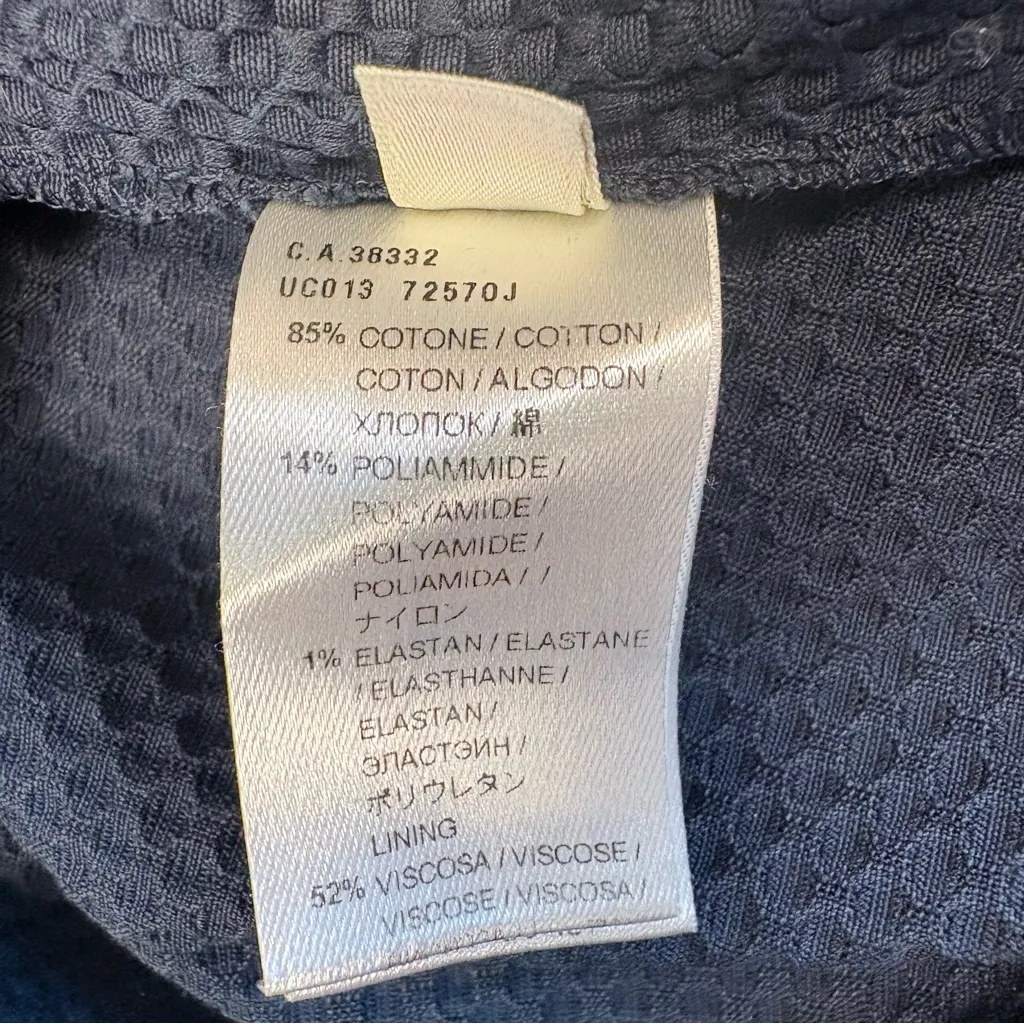 C.A.38332
UC013 72570J
85% COTONE / COTTON /
COTON / ALGODON /
ХЛОПОК / 綿
14% POLIAMMIDE /
POLYAMIDE /
POLYAMIDE /
POLIAMIDA / /
ナイロン
1% ELASTAN / ELASTANE
/ ELASTHANNE /
ELASTAN /
ЭЛАСТЭИН /
ポリウレタン
LINING
52% VISCOSA / VISCOSE /
VISCOSE / VISCOSA /